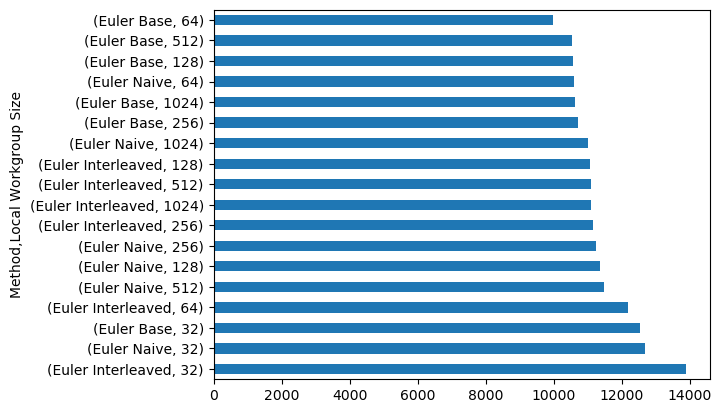 (Euler Base, 64)
(Euler Base, 512)
(Euler Base, 128)
(Euler Naive, 64)
(Euler Base, 1024)
(Euler Base, 256)
(Euler Naive, 1024)
(Euler Interleaved, 128)
(Euler Interleaved, 512)
(Euler Interleaved, 1024)
(Euler Interleaved, 256)
(Euler Naive, 256)
(Euler Naive, 128)
(Euler Naive, 512)
(Euler Interleaved, 64)
(Euler Base, 32)
(Euler Naive, 32)
(Euler Interleaved, 32)
Method,Local Workgroup Size
0 2000 4000 6000 8000 10000 12000 14000